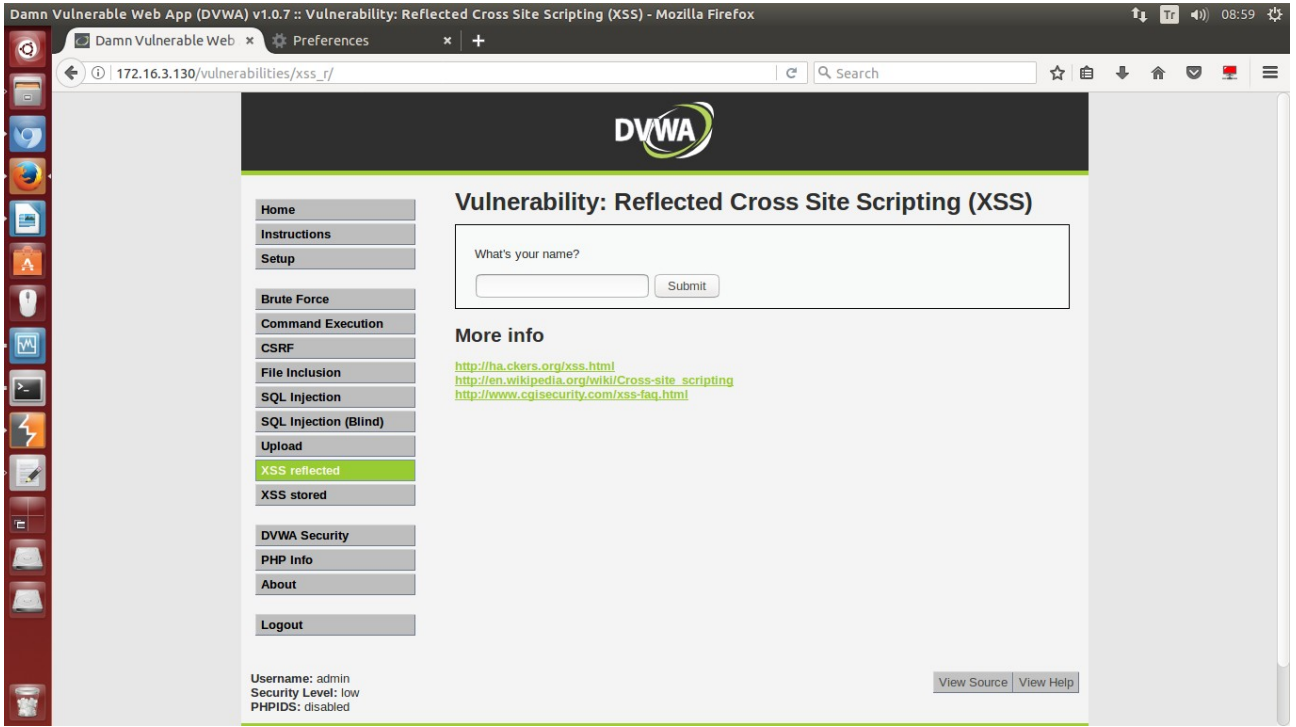 Damn Vulnerable Web App (DVWA) v1.0.7 :: Vulnerability: Reflected Cross Site Scripting (XSS) - Mozilla Firefox
Tr
08:59
Damn Vulnerable Web
Preferences
172.16.3.130/vulnerabilities/xss_r/
Search
DVWA
Home
Instructions
Setup
Brute Force
Command Execution
CSRF
File Inclusion
SQL Injection
SQL Injection (Blind)
Upload
XSS reflected
XSS stored
DVWA Security
PHP Info
About
Logout
Vulnerability: Reflected Cross Site Scripting (XSS)
What's your name?
Submit
More info
http://ha.ckers.org/xss.html
http://en.wikipedia.org/wiki/Cross-site_scripting
http://www.cgisecurity.com/xss-faq.html
Username: admin
Security Level: low
PHPIDS: disabled
View Source
View Help